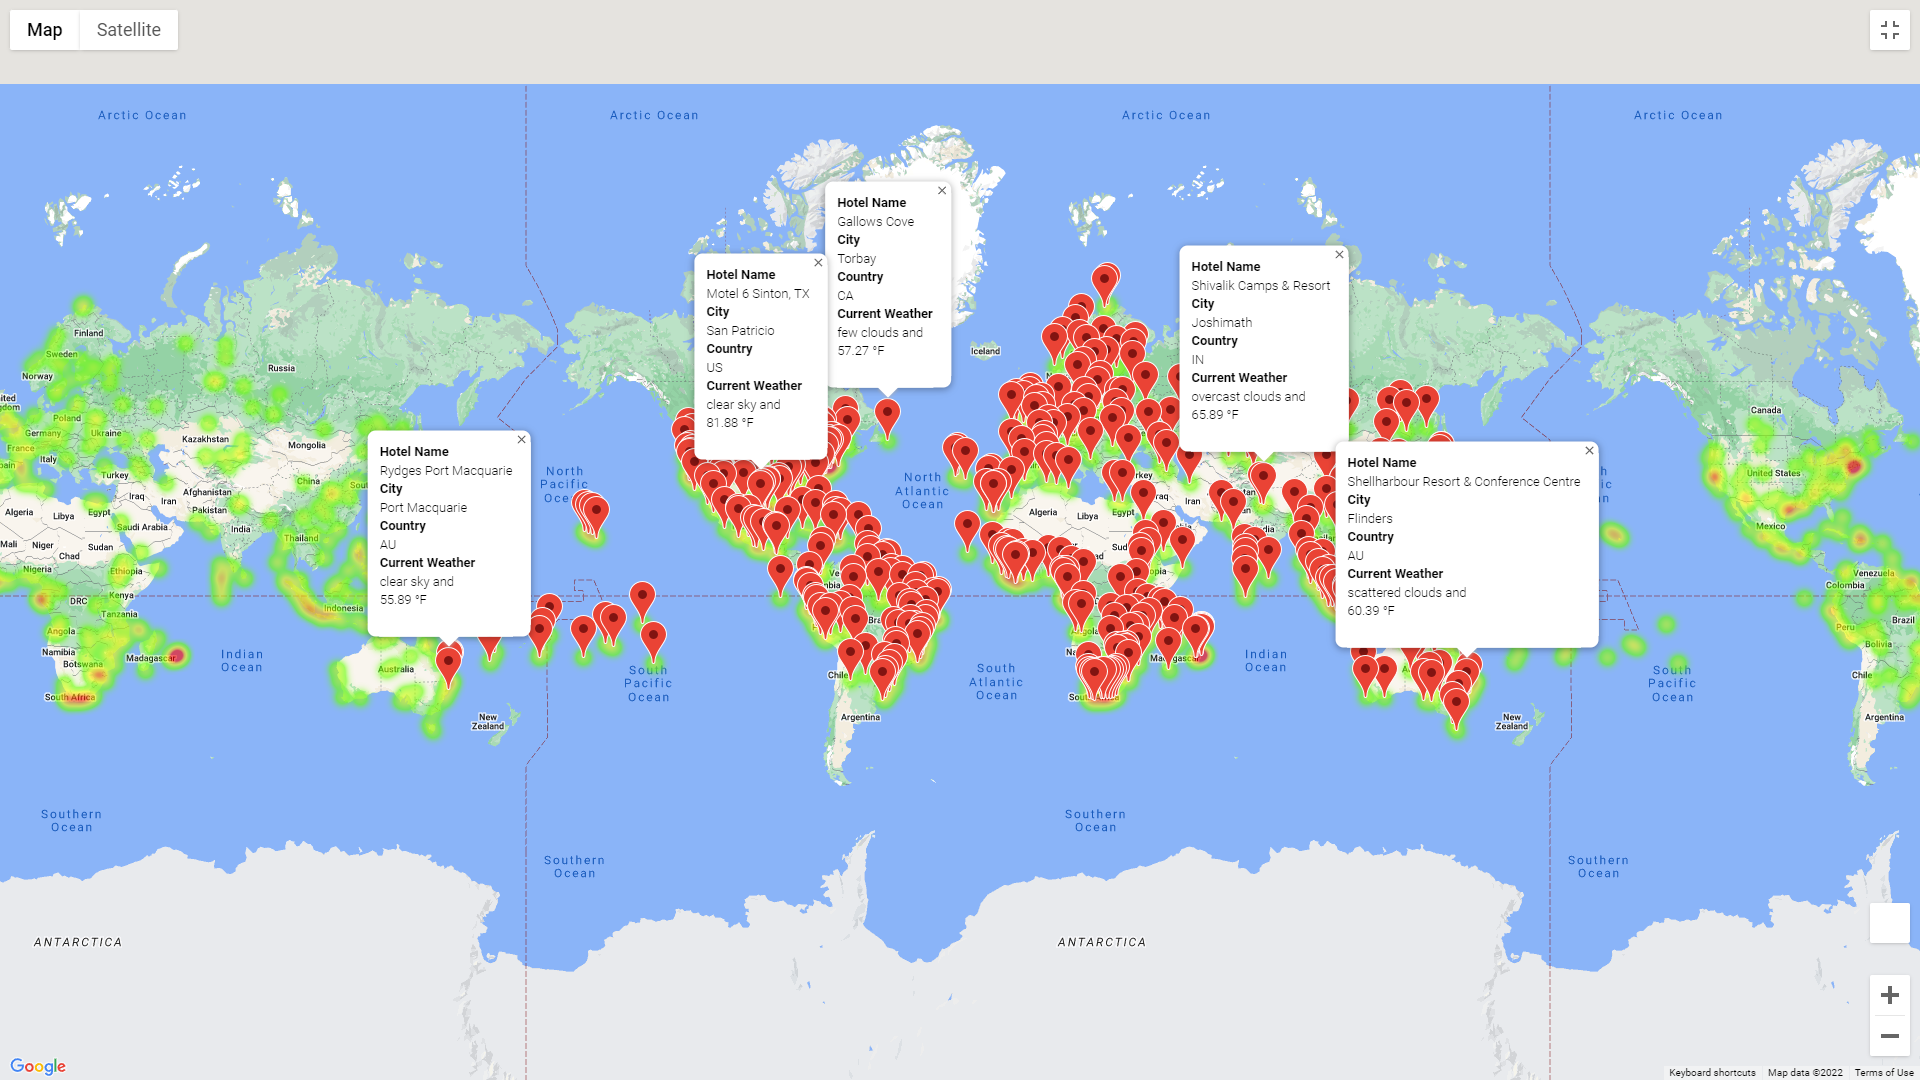 Map
Satellite
Arctic Ocean
Arctic Ocean
Arctic Ocean
Arctic Ocean
Hotel Name
Gallows Cove
City
Torbay
Country
CA
Current Weather
few clouds and
57.27 °F
Hotel Name
Motel 6 Sinton, TX
City
San Patricio
Country
US
Current Weather
clear sky and
81.88 °F
Hotel Name
Shivalik Camps & Resort
City
Joshimath
Country
IN
Current Weather
overcast clouds and
65.89 °F
Hotel Name
Rydges Port Macquarie
City
Port Macquarie
Country
AU
Current Weather
clear sky and
55.89 °F
Hotel Name
Shellharbour Resort & Conference Centre
City
Flinders
Country
AU
Current Weather
scattered clouds and
60.39 °F
Finland
Sweden
Norway
Russia
Iceland
Canada
Poland
Germany
Ukraine
France
Kazakhstan
Mongolia
Italy
Turkey
China
United States
Iraq
Iran
Afghanistan
Pakistan
Algeria
Libya
Egypt
Saudi Arabia
India
Mali
Niger
Chad
Sudan
Thailand
Nigeria
Ethiopia
DRC
Kenya
Tanzania
Indonesia
Angola
Namibia
Botswana
Madagascar
South Africa
Australia
New
Zealand
North
Pacific
South
Pacific
Ocean
North
Atlantic
Ocean
South
Atlantic
Ocean
Indian
Ocean
Algeria
Libya
Egypt
Turkey
Iran
Chile
Argentina
Indian
Ocean
New
Zealand
South
Pacific
Ocean
Mexico
Venezuela
Colombia
Peru
Brazil
Bolivia
Chile
Argentina
Southern
Ocean
Southern
Ocean
Southern
Ocean
Southern
Ocean
ANTARCTICA
ANTARCTICA
Google
Keyboard shortcuts
Map data ©2022
Terms of Use